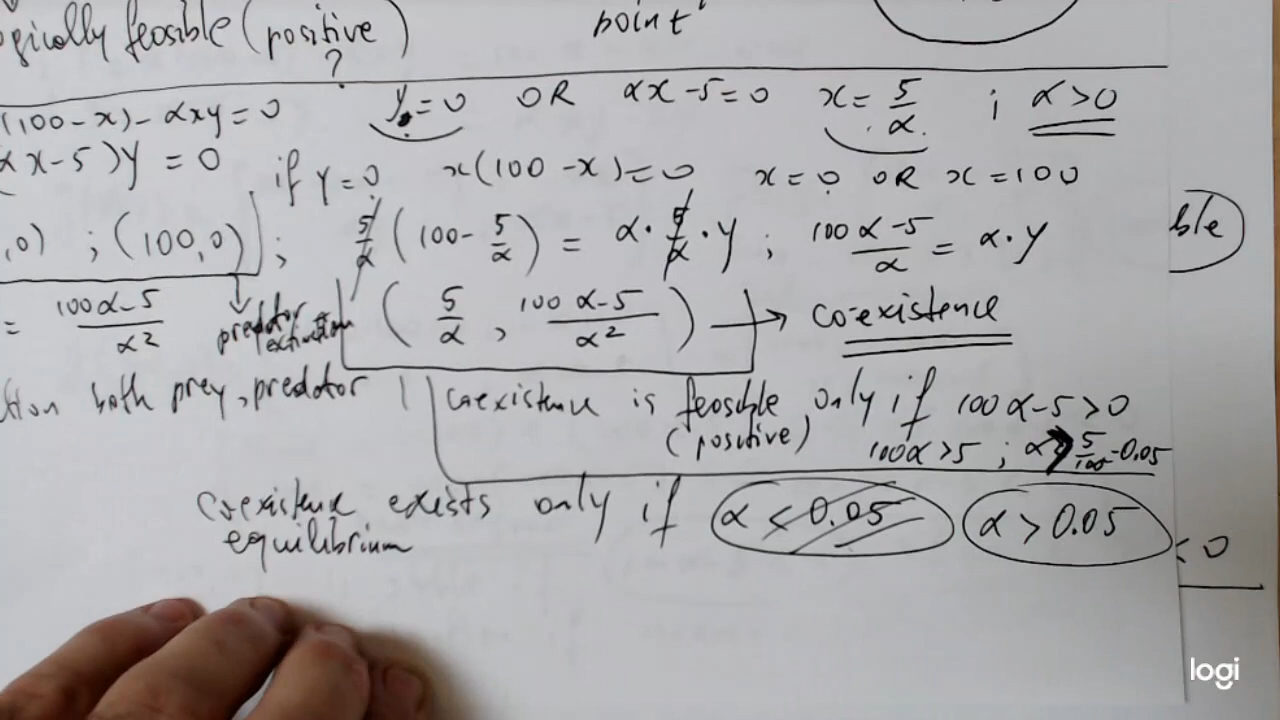 ogically feasible (positive) point
?
(100-x)-αxy=0 y=0 OR αx-5=0 x=5/α ; α>0
αx-5)y=0 if y=0 x(100-x)=0 x=0 OR x=100
,0) ; (100,0) ; 5/α (100-5/α) = α·5/α·y ; 100α-5/α = α·y
ble
= 100α-5/α² predator extinction (5/α, 100α-5/α²) → co-existence
both prey, predator coexistence is feasible only if 100α-5>0
(positive) 100α>5 ; α>5/100=0.05
coexistence exists only if α<0.05 α>0.05
equilibrium
<0
logi